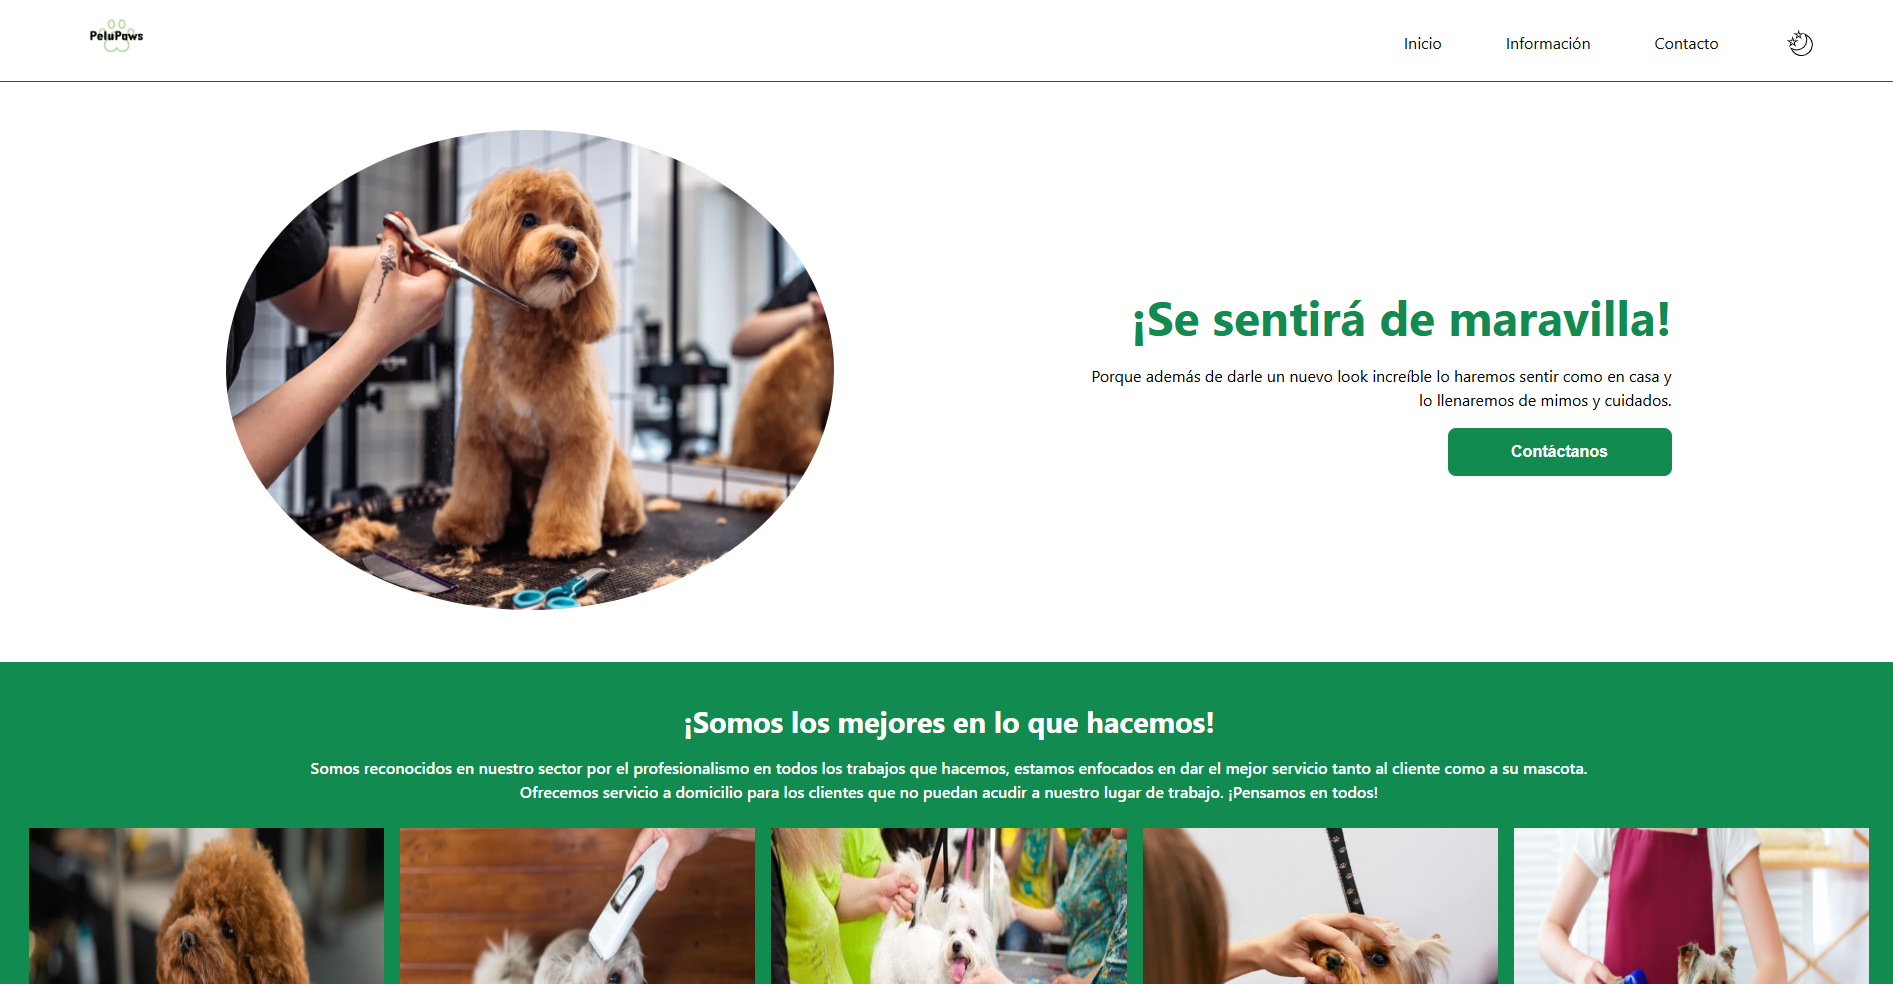 PeluPaws
Inicio
Información
Contacto
¡Se sentirá de maravilla!
Porque además de darle un nuevo look increíble lo haremos sentir como en casa y
lo llenaremos de mimos y cuidados.
Contáctanos
¡Somos los mejores en lo que hacemos!
Somos reconocidos en nuestro sector por el profesionalismo en todos los trabajos que hacemos, estamos enfocados en dar el mejor servicio tanto al cliente como a su mascota.
Ofrecemos servicio a domicilio para los clientes que no puedan acudir a nuestro lugar de trabajo. ¡Pensamos en todos!